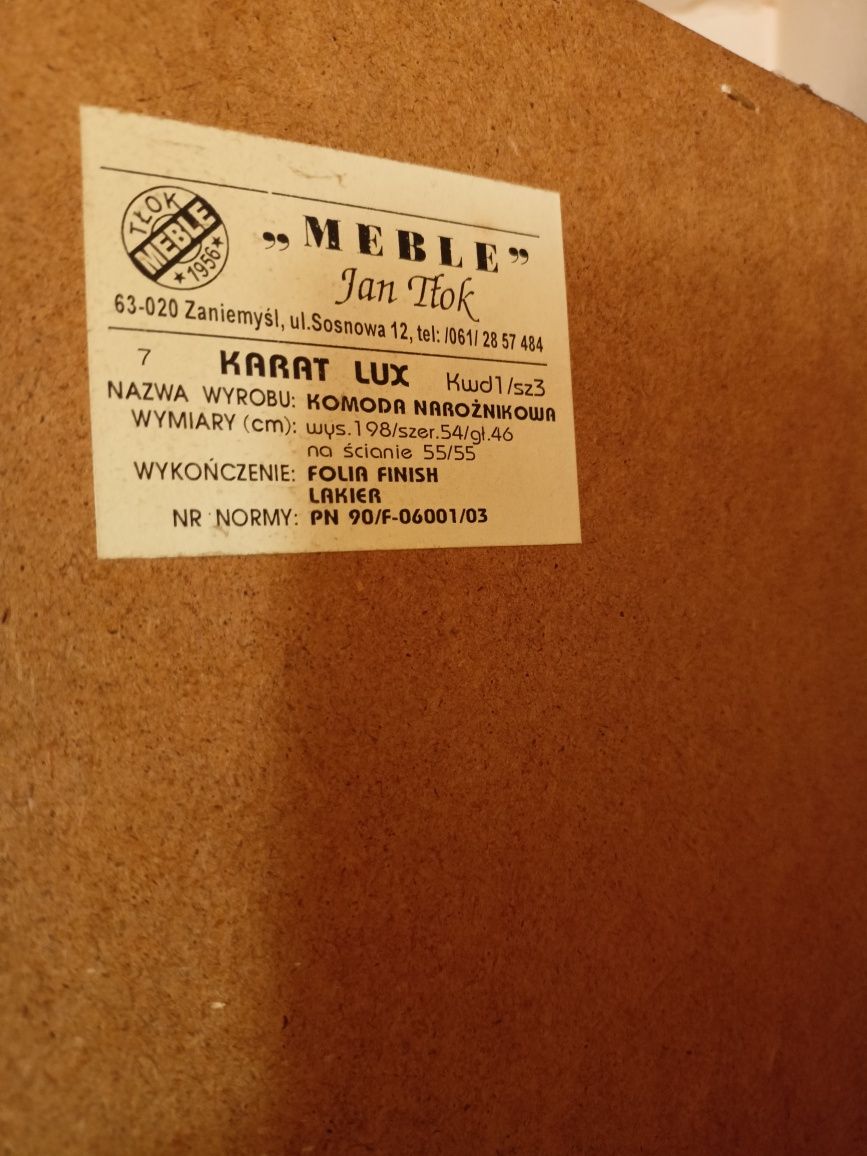 TŁOK
MEBLE
★1956★
„MEBLE”
Jan Tłok
63-020 Zaniemyśl, ul.Sosnowa 12, tel: /061/ 28 57 484
7 KARAT LUX Kwd1/sz3
NAZWA WYROBU: KOMODA NAROŻNIKOWA
WYMIARY (cm): wys.198/szer.54/gł.46
na ścianie 55/55
WYKOŃCZENIE: FOLIA FINISH
LAKIER
NR NORMY: PN 90/F-06001/03